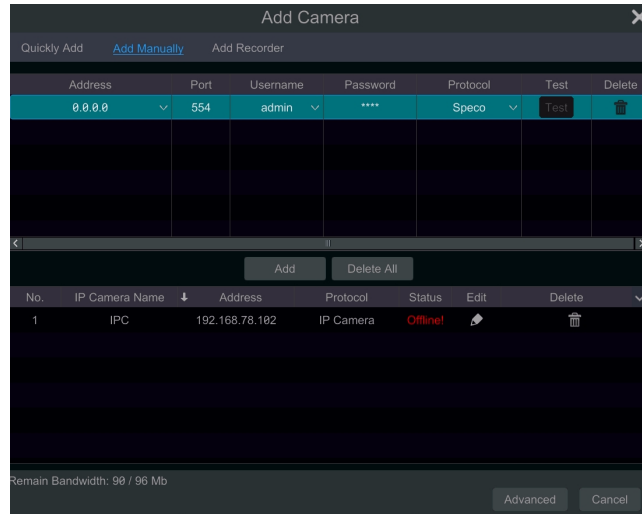 Add Camera
Quickly Add Add Manually Add Recorder
Address Port Username Password Protocol Test Delete
0.0.0.0 554 admin **** Speco Test
Add Delete All
No. IP Camera Name Address Protocol Status Edit Delete
1 IPC 192.168.78.102 IP Camera Offline!
Remain Bandwidth: 90 / 96 Mb
Advanced Cancel